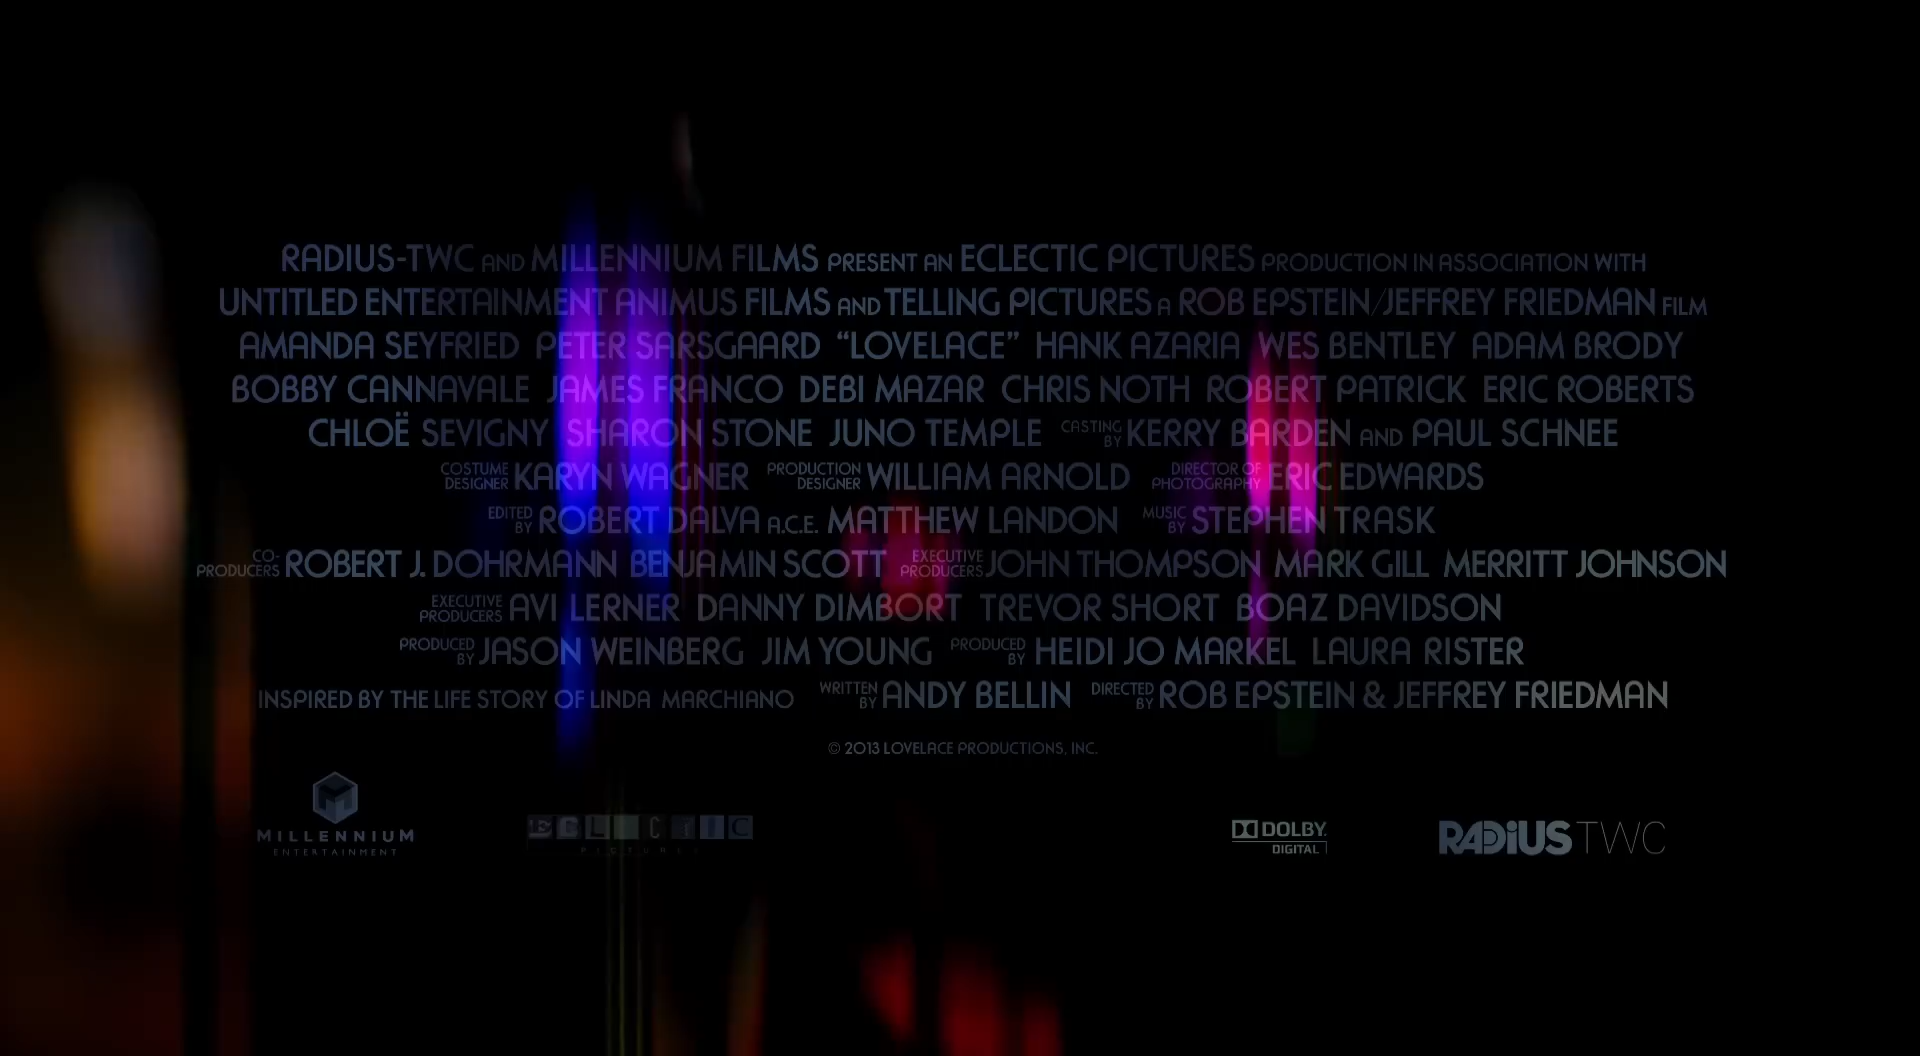 RADIUS-TWC AND MILLENNIUM FILMS PRESENT AN ECLECTIC PICTURES PRODUCTION IN ASSOCIATION WITH
UNTITLED ENTERTAINMENT ANIMUS FILMS AND TELLING PICTURES A ROB EPSTEIN/JEFFREY FRIEDMAN FILM
AMANDA SEYFRIED PETER SARSGAARD “LOVELACE” HANK AZARIA WES BENTLEY ADAM BRODY
BOBBY CANNAVALE JAMES FRANCO DEBI MAZAR CHRIS NOTH ROBERT PATRICK ERIC ROBERTS
CHLOË SEVIGNY SHARON STONE JUNO TEMPLE CASTING BY KERRY BARDEN AND PAUL SCHNEE
COSTUME DESIGNER KARYN WAGNER PRODUCTION DESIGNER WILLIAM ARNOLD DIRECTOR OF PHOTOGRAPHY ERIC EDWARDS
EDITED BY ROBERT DALVA A.C.E. MATTHEW LANDON MUSIC BY STEPHEN TRASK
CO-PRODUCERS ROBERT J. DOHRMANN BENJAMIN SCOTT EXECUTIVE PRODUCERS JOHN THOMPSON MARK GILL MERRITT JOHNSON
EXECUTIVE PRODUCERS AVI LERNER DANNY DIMBORT TREVOR SHORT BOAZ DAVIDSON
PRODUCED BY JASON WEINBERG JIM YOUNG PRODUCED BY HEIDI JO MARKEL LAURA RISTER
INSPIRED BY THE LIFE STORY OF LINDA MARCHIANO WRITTEN BY ANDY BELLIN DIRECTED BY ROB EPSTEIN & JEFFREY FRIEDMAN
© 2013 LOVELACE PRODUCTIONS, INC.
MILLENNIUM
ENTERTAINMENT
ECLECTIC
PICTURES
DOLBY
DIGITAL
RADiUS TWC